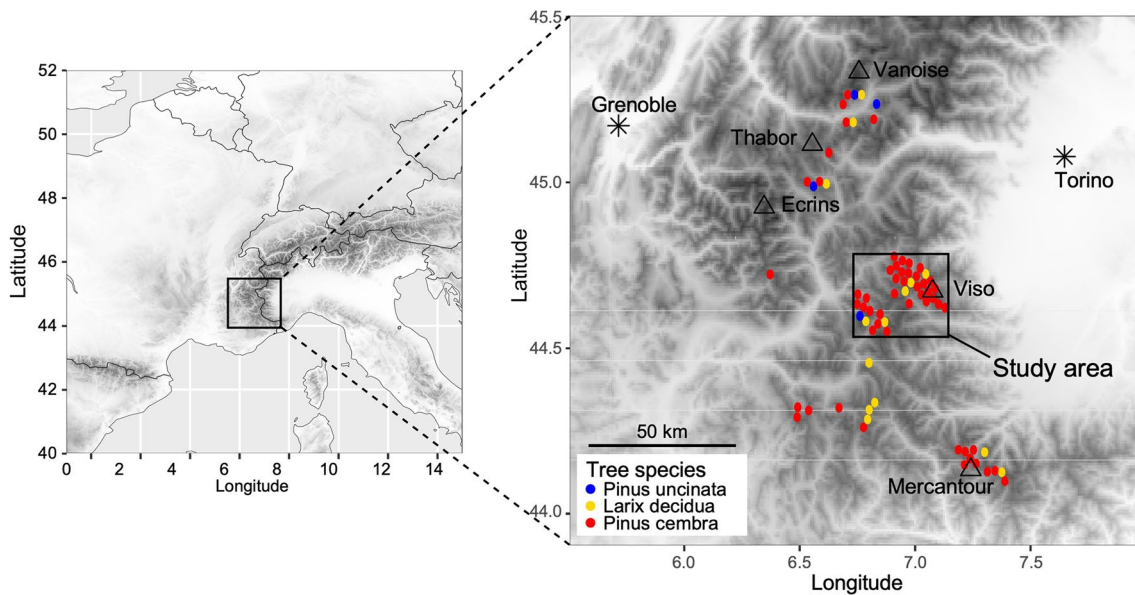 52
50
48
46
44
42
40
Latitude
0
2
4
6
8
10
12
14
Longitude
45.5
45.0
44.5
44.0
Latitude
Vanoise
Grenoble
Thabor
Torino
Ecrins
Viso
Study area
50 km
Tree species
Pinus uncinata
Larix decidua
Pinus cembra
Mercantour
6.0
6.5
7.0
7.5
Longitude